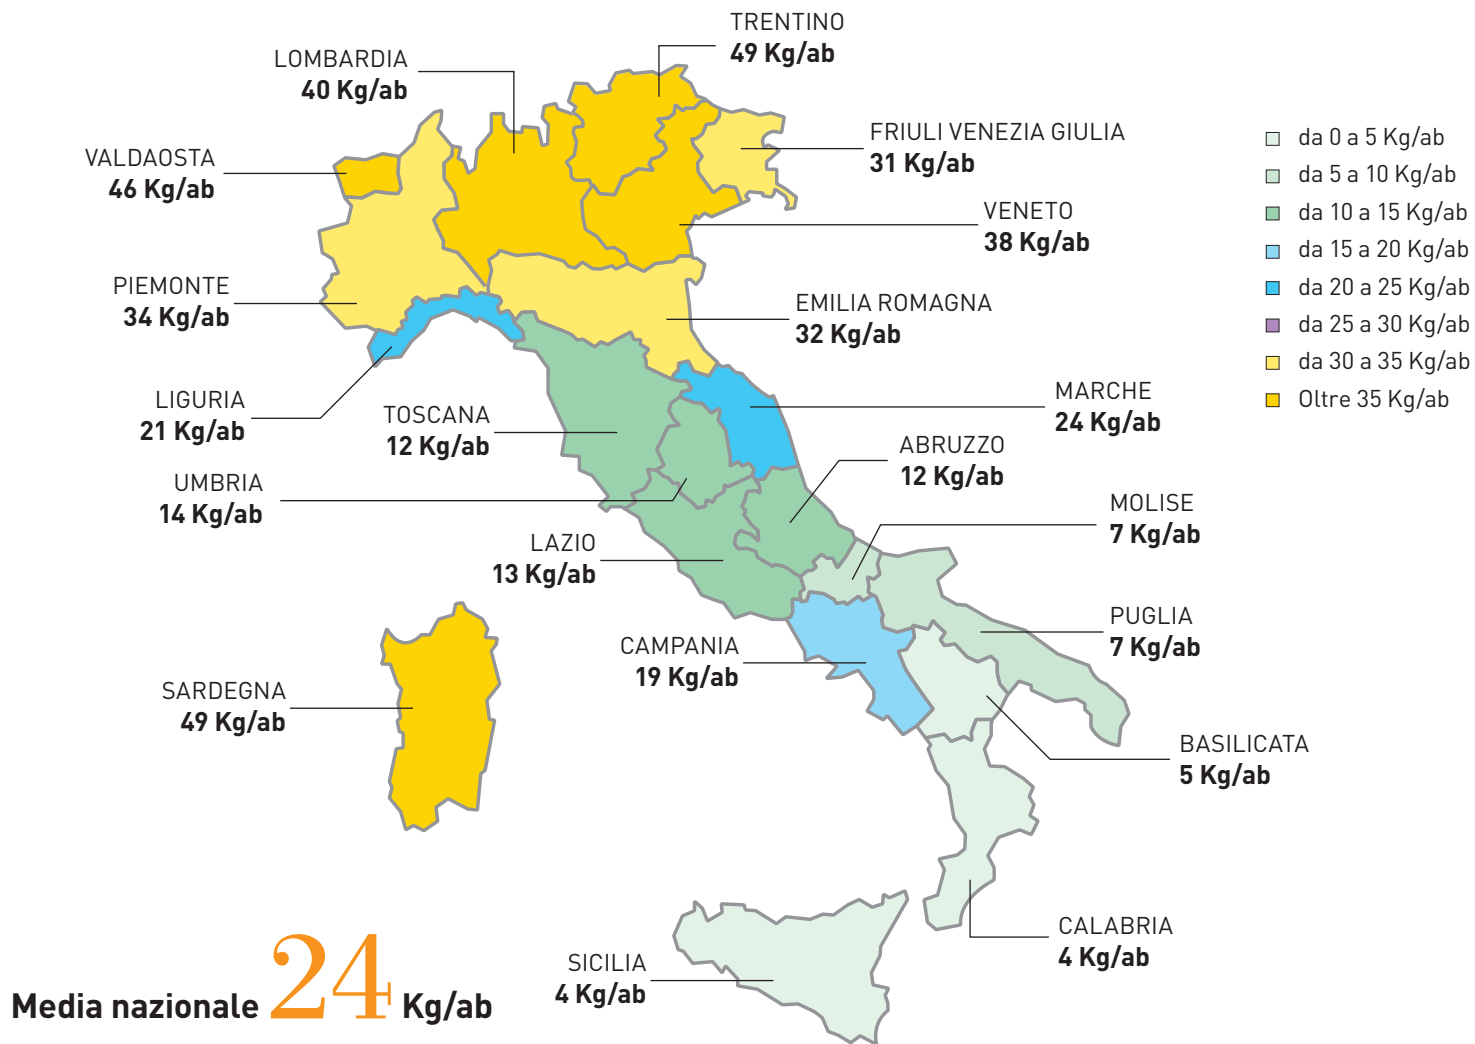 TRENTINO
49 Kg/ab
LOMBARDIA
40 Kg/ab
FRIULI VENEZIA GIULIA
31 Kg/ab
VALDAOSTA
46 Kg/ab
VENETO
38 Kg/ab
PIEMONTE
34 Kg/ab
EMILIA ROMAGNA
32 Kg/ab
LIGURIA
21 Kg/ab
TOSCANA
12 Kg/ab
MARCHE
24 Kg/ab
ABRUZZO
12 Kg/ab
UMBRIA
14 Kg/ab
MOLISE
7 Kg/ab
LAZIO
13 Kg/ab
PUGLIA
7 Kg/ab
CAMPANIA
19 Kg/ab
SARDEGNA
49 Kg/ab
BASILICATA
5 Kg/ab
CALABRIA
4 Kg/ab
SICILIA
4 Kg/ab
da 0 a 5 Kg/ab
da 5 a 10 Kg/ab
da 10 a 15 Kg/ab
da 15 a 20 Kg/ab
da 20 a 25 Kg/ab
da 25 a 30 Kg/ab
da 30 a 35 Kg/ab
Oltre 35 Kg/ab
Media nazionale 24 Kg/ab